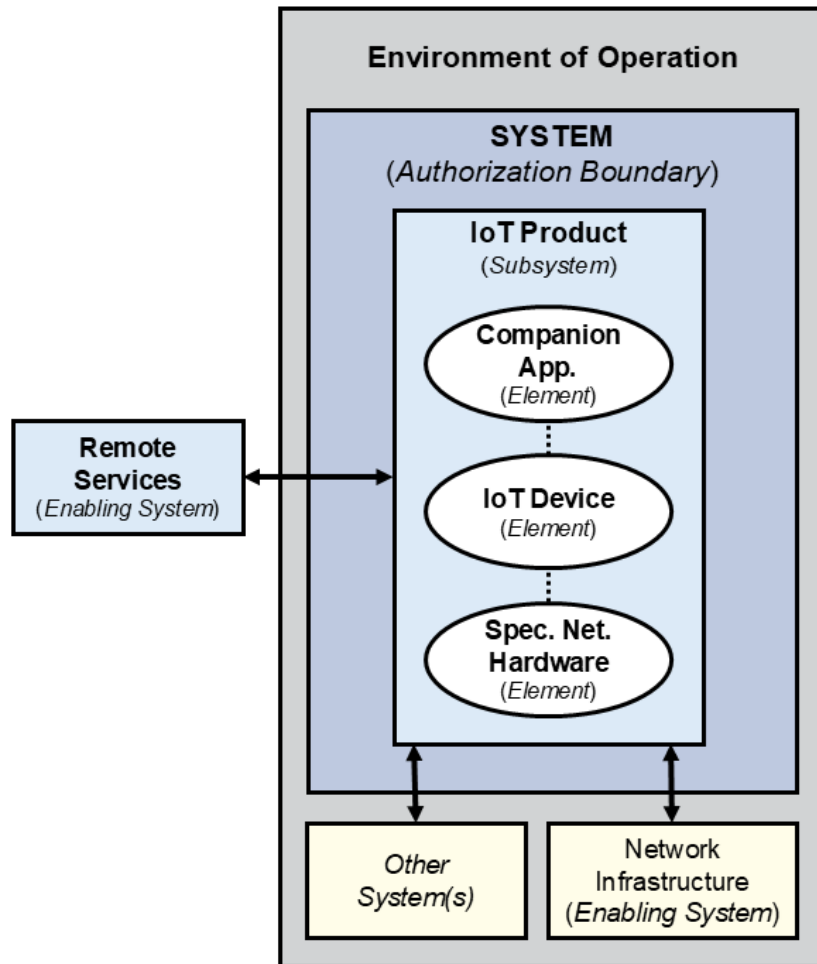 Environment of Operation
SYSTEM
(Authorization Boundary)
IoT Product
(Subsystem)
Companion
App.
(Element)
Remote
Services
(Enabling System)
IoT Device
(Element)
Spec. Net.
Hardware
(Element)
Other
System(s)
Network
Infrastructure
(Enabling System)